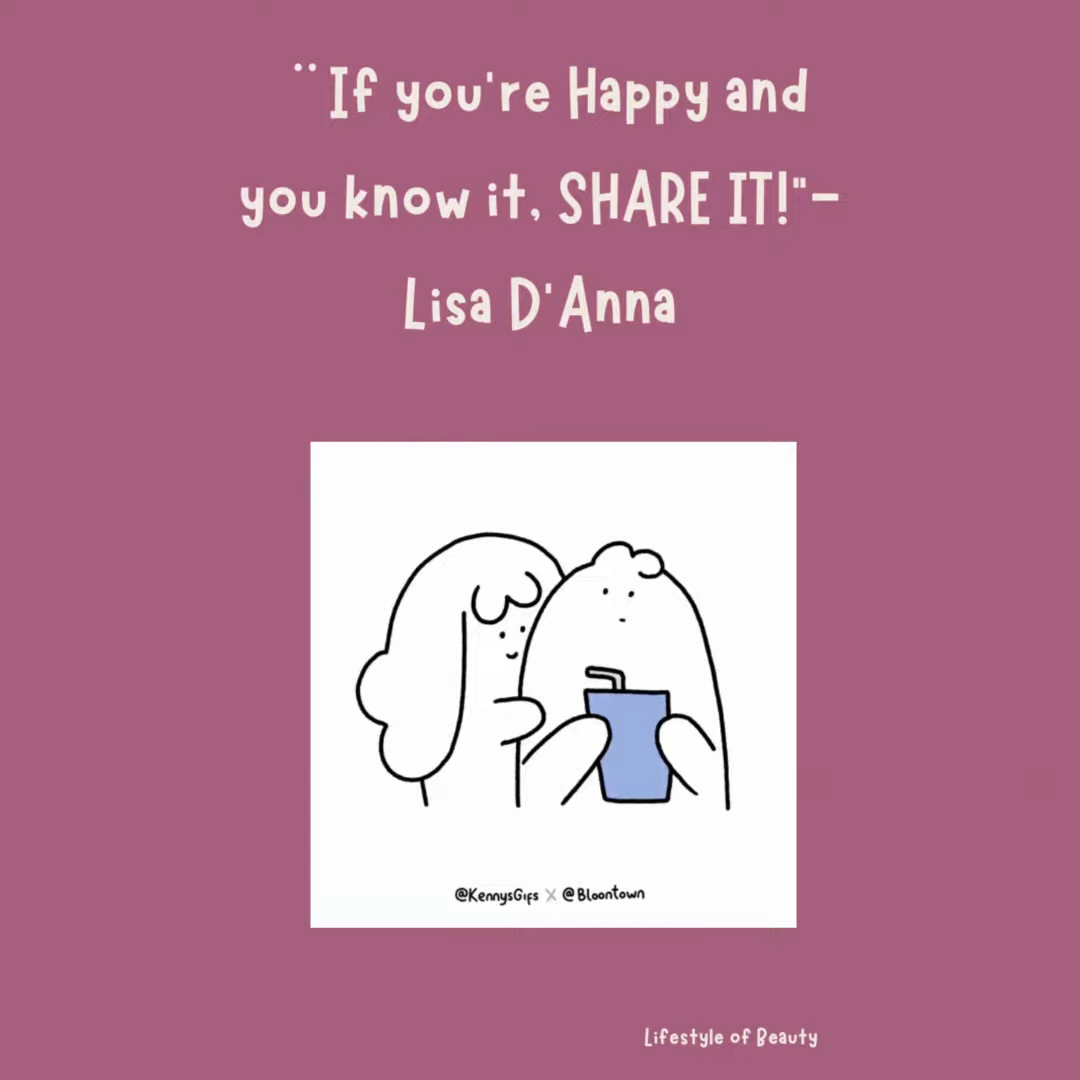 ¨If you're Happy and
you know it, SHARE IT!"-
Lisa D'Anna
@KennysGifs X @Bloontown
Lifestyle of Beauty